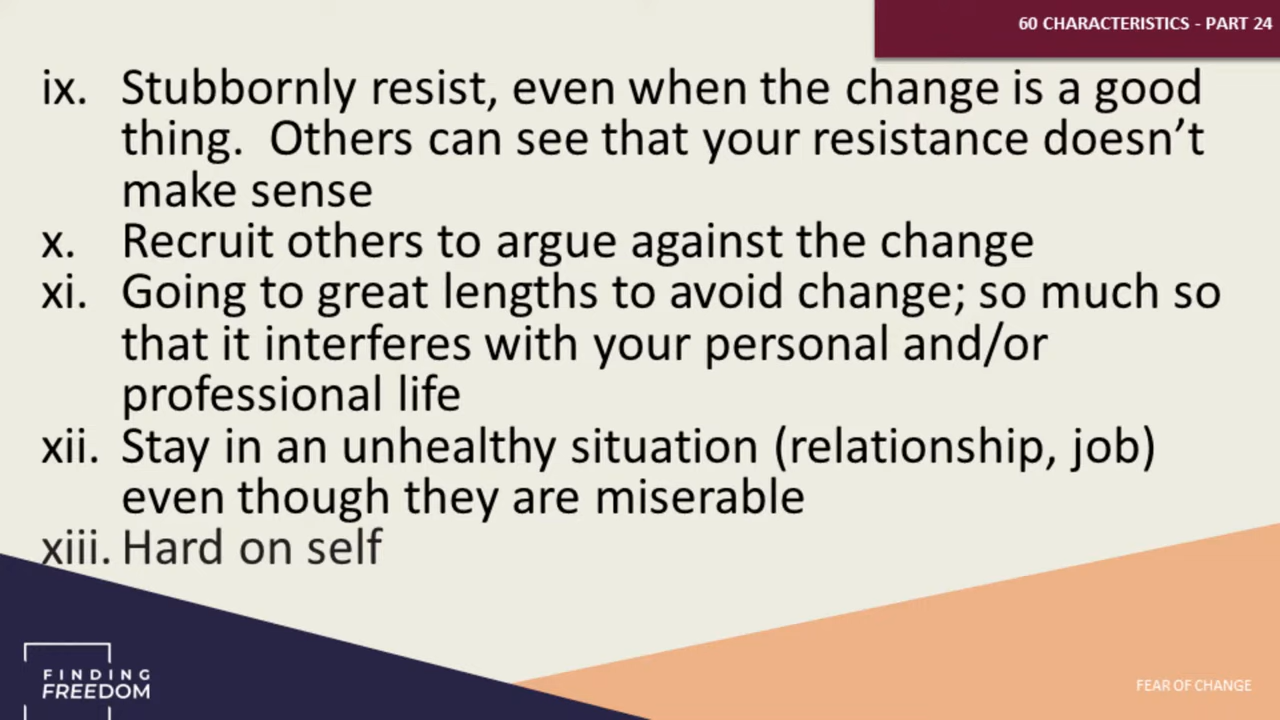 60 CHARACTERISTICS - PART 24
ix. Stubbornly resist, even when the change is a good
thing.  Others can see that your resistance doesn’t
make sense
x. Recruit others to argue against the change
xi. Going to great lengths to avoid change; so much so
that it interferes with your personal and/or
professional life
xii. Stay in an unhealthy situation (relationship, job)
even though they are miserable
xiii. Hard on self
FINDING
FREEDOM
FEAR OF CHANGE